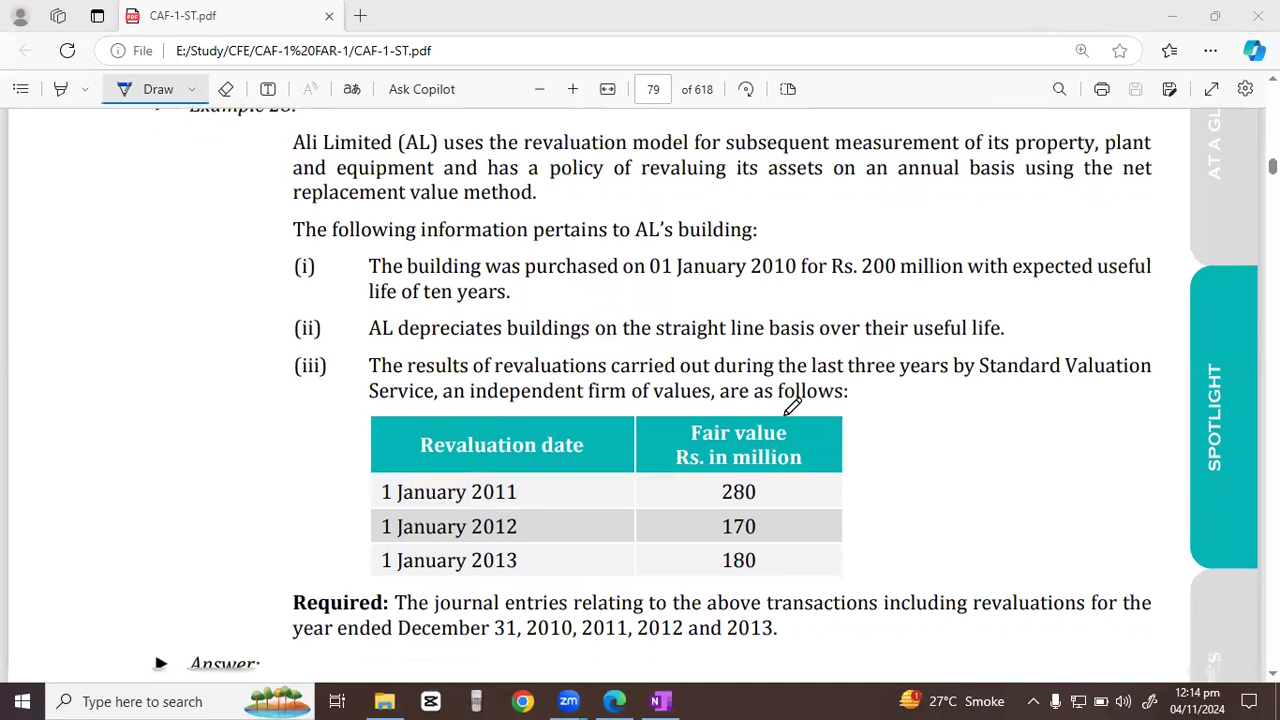 CAF-1-ST.pdf
File
E:/Study/CFE/CAF-1%20FAR-1/CAF-1-ST.pdf
Draw
Ask Copilot
79
of 618
Ali Limited (AL) uses the revaluation model for subsequent measurement of its property, plant
and equipment and has a policy of revaluing its assets on an annual basis using the net
replacement value method.
The following information pertains to AL's building:
(i) The building was purchased on 01 January 2010 for Rs. 200 million with expected useful
life of ten years.
(ii) AL depreciates buildings on the straight line basis over their useful life.
(iii) The results of revaluations carried out during the last three years by Standard Valuation
Service, an independent firm of values, are as follows:
Revaluation date
Fair value
Rs. in million
1 January 2011 280
1 January 2012 170
1 January 2013 180
Required: The journal entries relating to the above transactions including revaluations for the
year ended December 31, 2010, 2011, 2012 and 2013.
Answer:
SPOTLIGHT
Type here to search
27°C Smoke
12:14 pm
04/11/2024